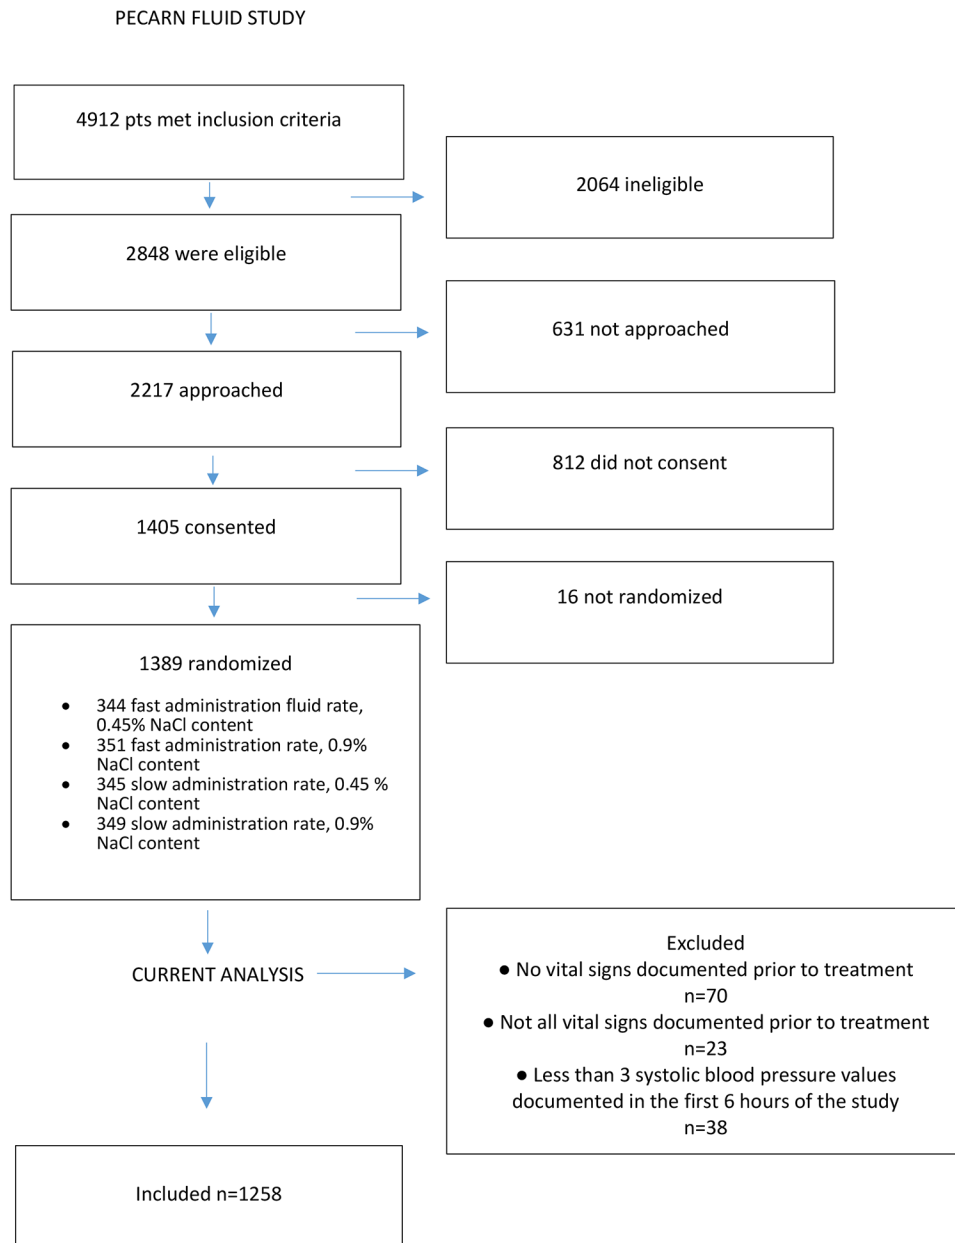 PECARN FLUID STUDY
4912 pts met inclusion criteria
2064 ineligible
2848 were eligible
631 not approached
2217 approached
812 did not consent
1405 consented
16 not randomized
1389 randomized
● 344 fast administration fluid rate,
0.45% NaCl content
● 351 fast administration rate, 0.9%
NaCl content
● 345 slow administration rate, 0.45 %
NaCl content
● 349 slow administration rate, 0.9%
NaCl content
CURRENT ANALYSIS
Excluded
● No vital signs documented prior to treatment
n=70
● Not all vital signs documented prior to treatment
n=23
● Less than 3 systolic blood pressure values
documented in the first 6 hours of the study
n=38
Included n=1258